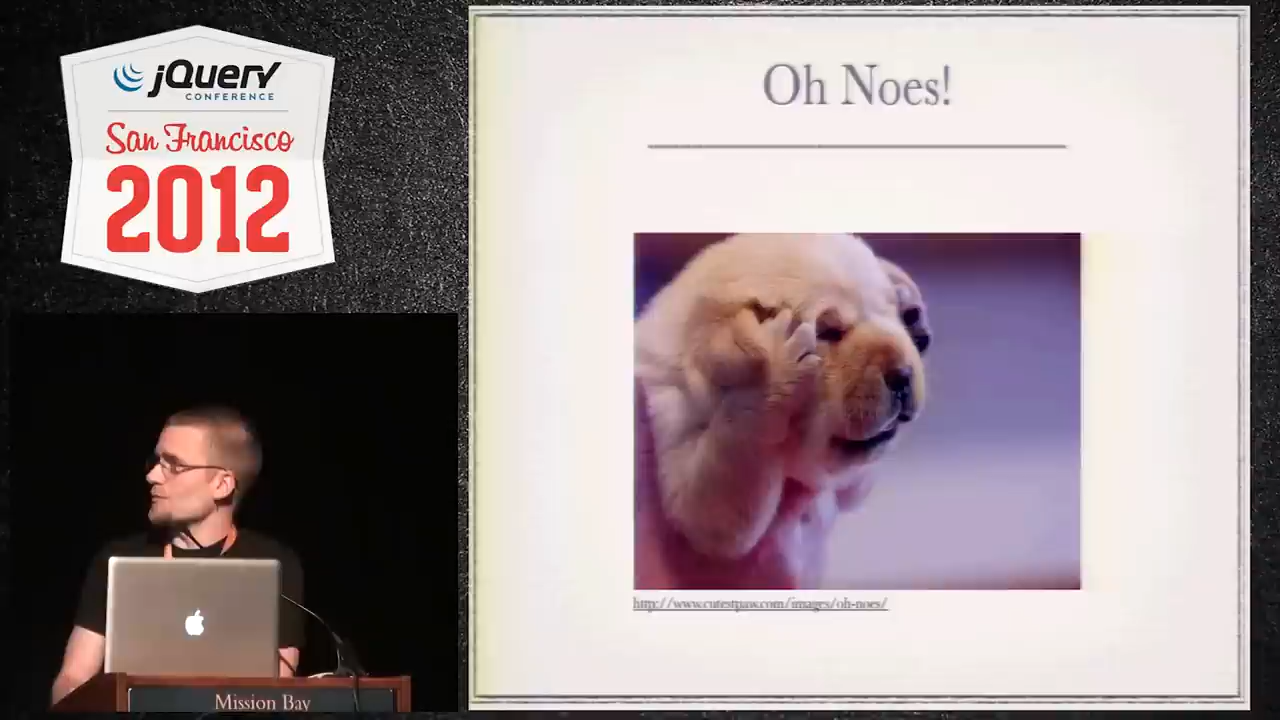 jQuery
CONFERENCE
San Francisco
2012
Oh Noes!
http://www.cutestpaw.com/images/oh-noes/
Mission Bay